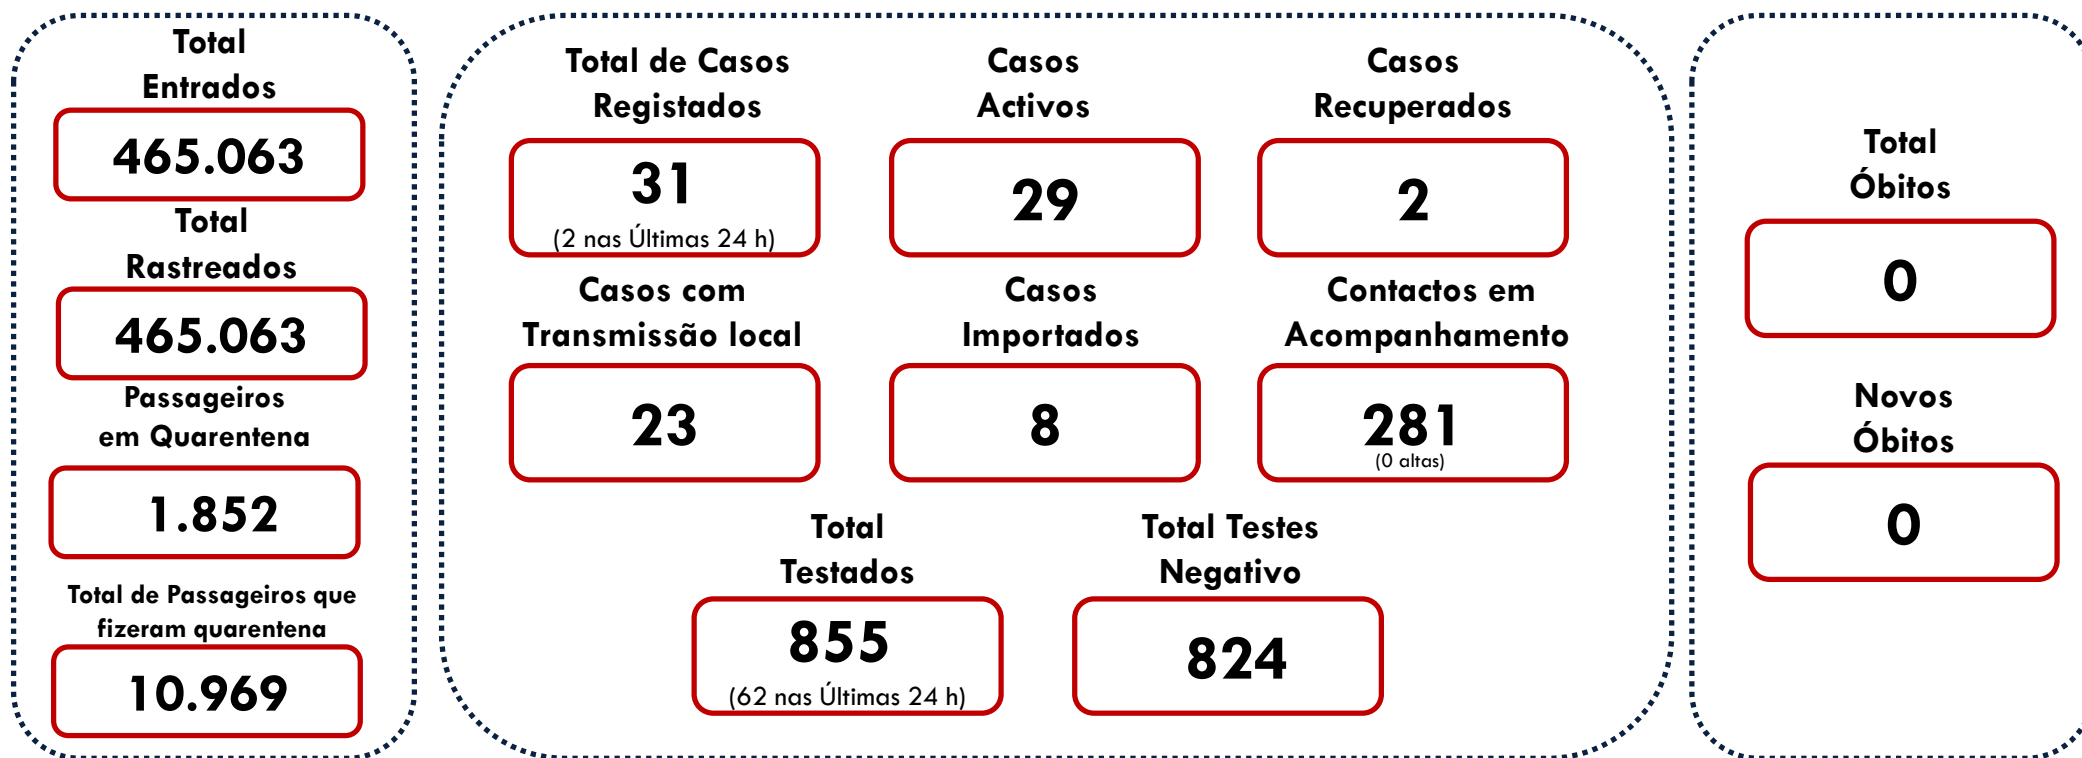 Total
Entrados
465.063
Total
Rastreados
465.063
Passageiros
em Quarentena
1.852
Total de Passageiros que
fizeram quarentena
10.969
Total de Casos
Registados
31
(2 nas Últimas 24 h)
Casos
Activos
29
Casos
Recuperados
2
Casos com
Transmissão local
23
Casos
Importados
8
Contactos em
Acompanhamento
281
(0 altas)
Total
Testados
855
(62 nas Últimas 24 h)
Total Testes
Negativo
824
Total
Óbitos
0
Novos
Óbitos
0